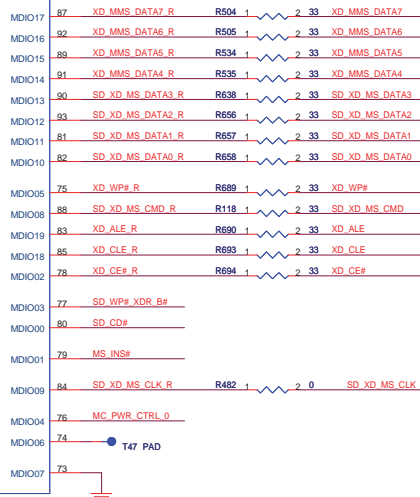 MDIO17 87 XD_MMS_DATA7_R R504 1 2 33 XD_MMS_DATA7
MDIO16 92 XD_MMS_DATA6_R R505 1 2 33 XD_MMS_DATA6
MDIO15 89 XD_MMS_DATA5_R R534 1 2 33 XD_MMS_DATA5
MDIO14 91 XD_MMS_DATA4_R R535 1 2 33 XD_MMS_DATA4
MDIO13 90 SD_XD_MS_DATA3_R R638 1 2 33 SD_XD_MS_DATA3
MDIO12 93 SD_XD_MS_DATA2_R R656 1 2 33 SD_XD_MS_DATA2
MDIO11 81 SD_XD_MS_DATA1_R R657 1 2 33 SD_XD_MS_DATA1
MDIO10 82 SD_XD_MS_DATA0_R R658 1 2 33 SD_XD_MS_DATA0
MDIO05 75 XD_WP#_R R689 1 2 33 XD_WP#
MDIO08 88 SD_XD_MS_CMD_R R118 1 2 33 SD_XD_MS_CMD
MDIO19 83 XD_ALE_R R690 1 2 33 XD_ALE
MDIO18 85 XD_CLE_R R693 1 2 33 XD_CLE
MDIO02 78 XD_CE#_R R694 1 2 33 XD_CE#
MDIO03 77 SD_WP#_XDR_B#
MDIO00 80 SD_CD#
MDIO01 79 MS_INS#
MDIO09 84 SD_XD_MS_CLK_R R482 1 2 0 SD_XD_MS_CLK
MDIO04 76 MC_PWR_CTRL_0
MDIO06 74 T47 PAD
MDIO07 73